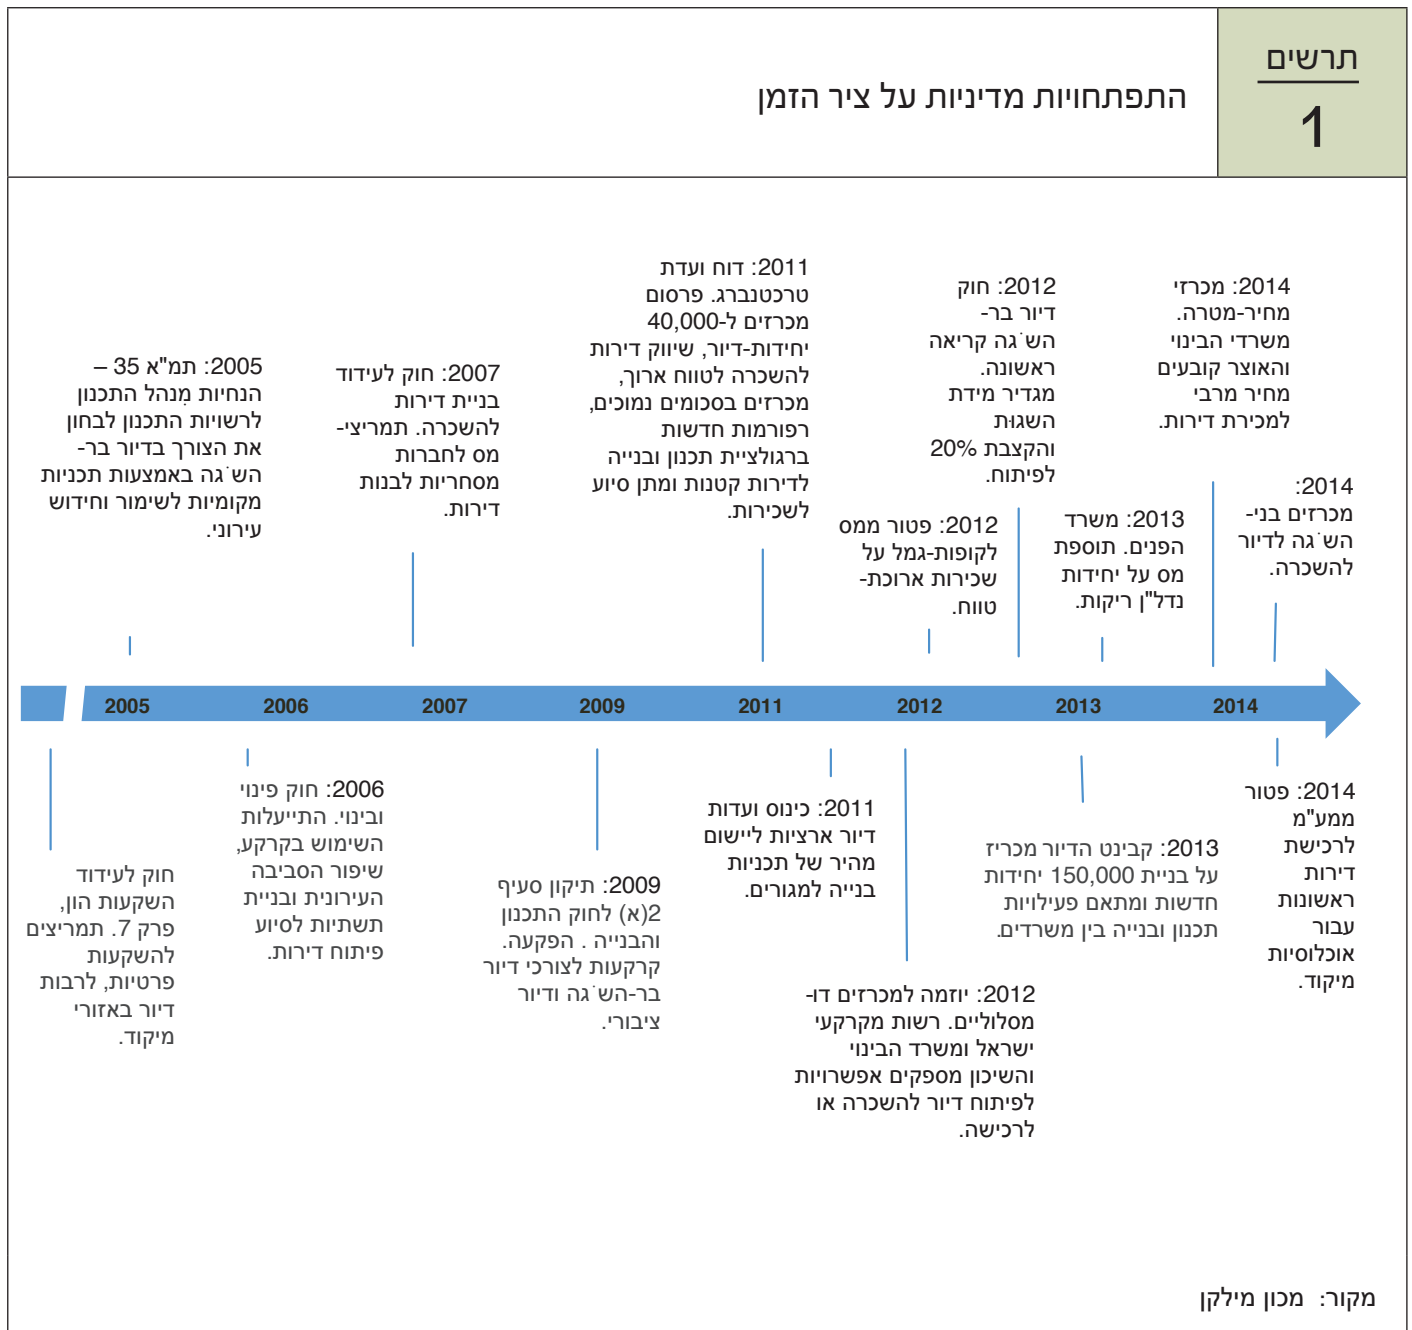 תרשים
1
התפתחויות מדיניות על ציר הזמן
2005: תמ"א 35 –
הנחיות מִנהל התכנון
לרשויות התכנון לבחון
את הצורך בדיור בר-
השׂגה באמצעות תכניות
מקומיות לשימור וחידוש
עירוני.
2007: חוק לעידוד
בניית דירות
להשכרה. תמריצי-
מס לחברות
מסחריות לבנות
דירות.
2011: דוח ועדת
טרכטנברג. פרסום
מכרזים ל-40,000
יחידות-דיור, שיווק דירות
להשכרה לטווח ארוך,
מכרזים בסכומים נמוכים,
רפורמות חדשות
ברגולציית תכנון ובנייה
לדירות קטנות ומתן סיוע
לשכירות.
2012: פטור ממס
לקופות-גמל על
שכירות ארוכת-
טווח.
2012: חוק
דיור בר-
השׂגה קריאה
ראשונה.
מגדיר מידת
השגות
והקצבת 20%
לפיתוח.
2013: משרד
הפנים. תוספת
מס על יחידות
נדל"ן ריקות.
2014: מכרזי
מחיר-מטרה.
משרדי הבינוי
והאוצר קובעים
מחיר מרבי
למכירת דירות.
2014:
מכרזים בני-
השׂגה לדיור
להשכרה.
2005 2006 2007 2009 2011 2012 2013 2014
חוק לעידוד
השקעות הון,
פרק 7. תמריצים
להשקעות
פרטיות, לרבות
דיור באזורי
מיקוד.
2006: חוק פינוי
ובינוי. התייעלות
השימוש בקרקע,
שיפור הסביבה
העירונית ובניית
תשתיות לסיוע
פיתוח דירות.
2009: תיקון סעיף
2(א) לחוק התכנון
והבנייה . הפקעה.
קרקעות לצורכי דיור
בר-השׂגה ודיור
ציבורי.
2011: כינוס ועדות
דיור ארציות ליישום
מהיר של תכניות
בנייה למגורים.
2012: יוזמה למכרזים דו-
מסלוליים. רשות מקרקעי
ישראל ומשרד הבינוי
והשיכון מספקים אפשרויות
לפיתוח דיור להשכרה או
לרכישה.
2013: קבינט הדיור מכריז
על בניית 150,000 יחידות
חדשות ומתאם פעילויות
תכנון ובנייה בין משרדים.
2014: פטור
ממע"מ
לרכישת
דירות
ראשונות
עבור
אוכלוסיות
מיקוד.
מקור: מכון מילקן